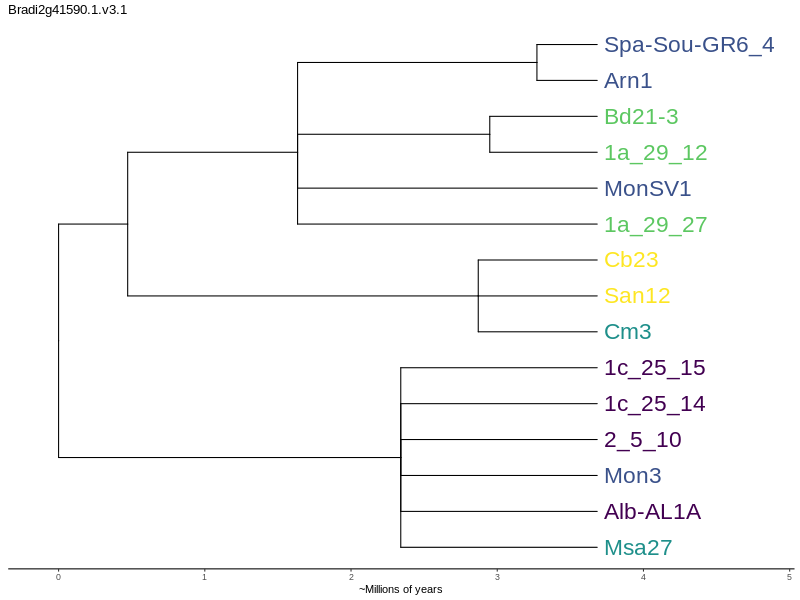 Bradi2g41590.1.v3.1
Spa-Sou-GR6_4
Arn1
Bd21-3
1a_29_12
MonSV1
1a_29_27
Cb23
San12
Cm3
1c_25_15
1c_25_14
2_5_10
Mon3
Alb-AL1A
Msa27
0 1 2 3 4 5
~Millions of years